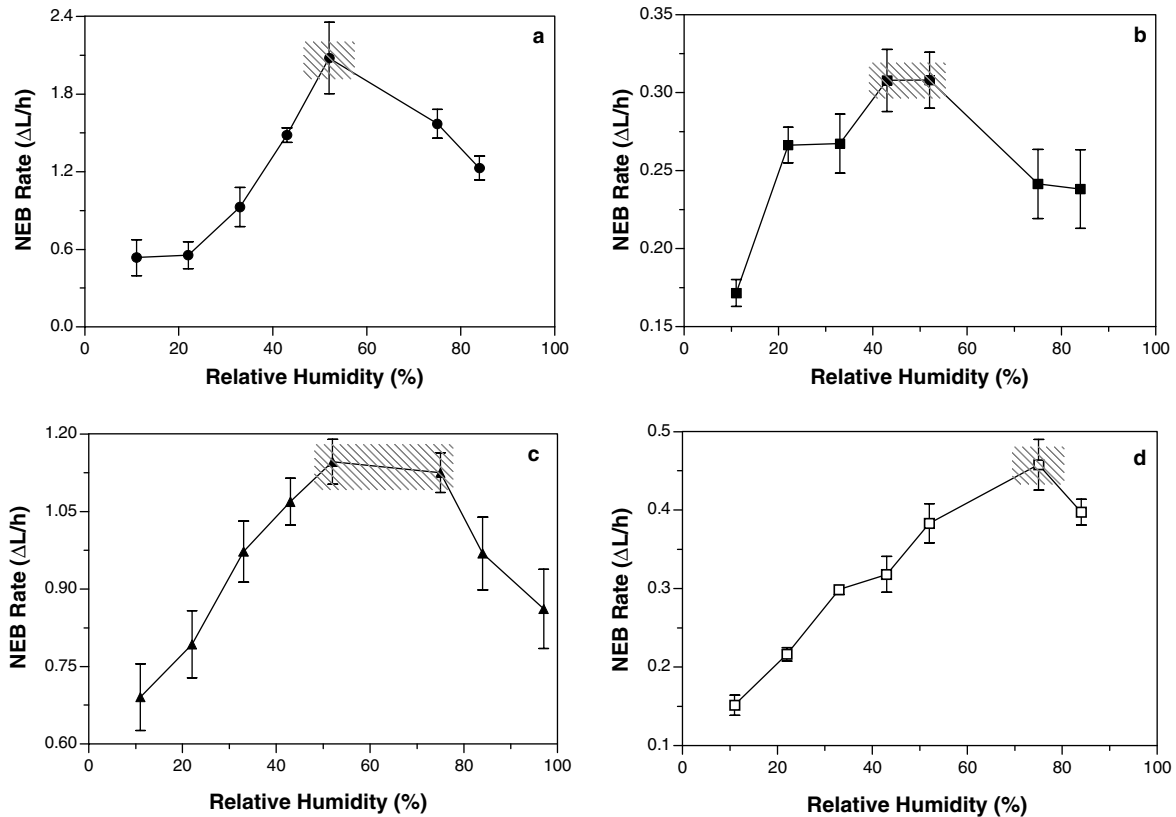 a
2.4
1.8
1.2
0.6
0.0
NEB Rate (ΔL/h)
0 20 40 60 80 100
Relative Humidity (%)
b
0.35
0.30
0.25
0.20
0.15
NEB Rate (ΔL/h)
0 20 40 60 80 100
Relative Humidity (%)
c
1.20
1.05
0.90
0.75
0.60
NEB Rate (ΔL/h)
0 20 40 60 80 100
Relative Humidity (%)
d
0.5
0.4
0.3
0.2
0.1
NEB Rate (ΔL/h)
0 20 40 60 80 100
Relative Humidity (%)